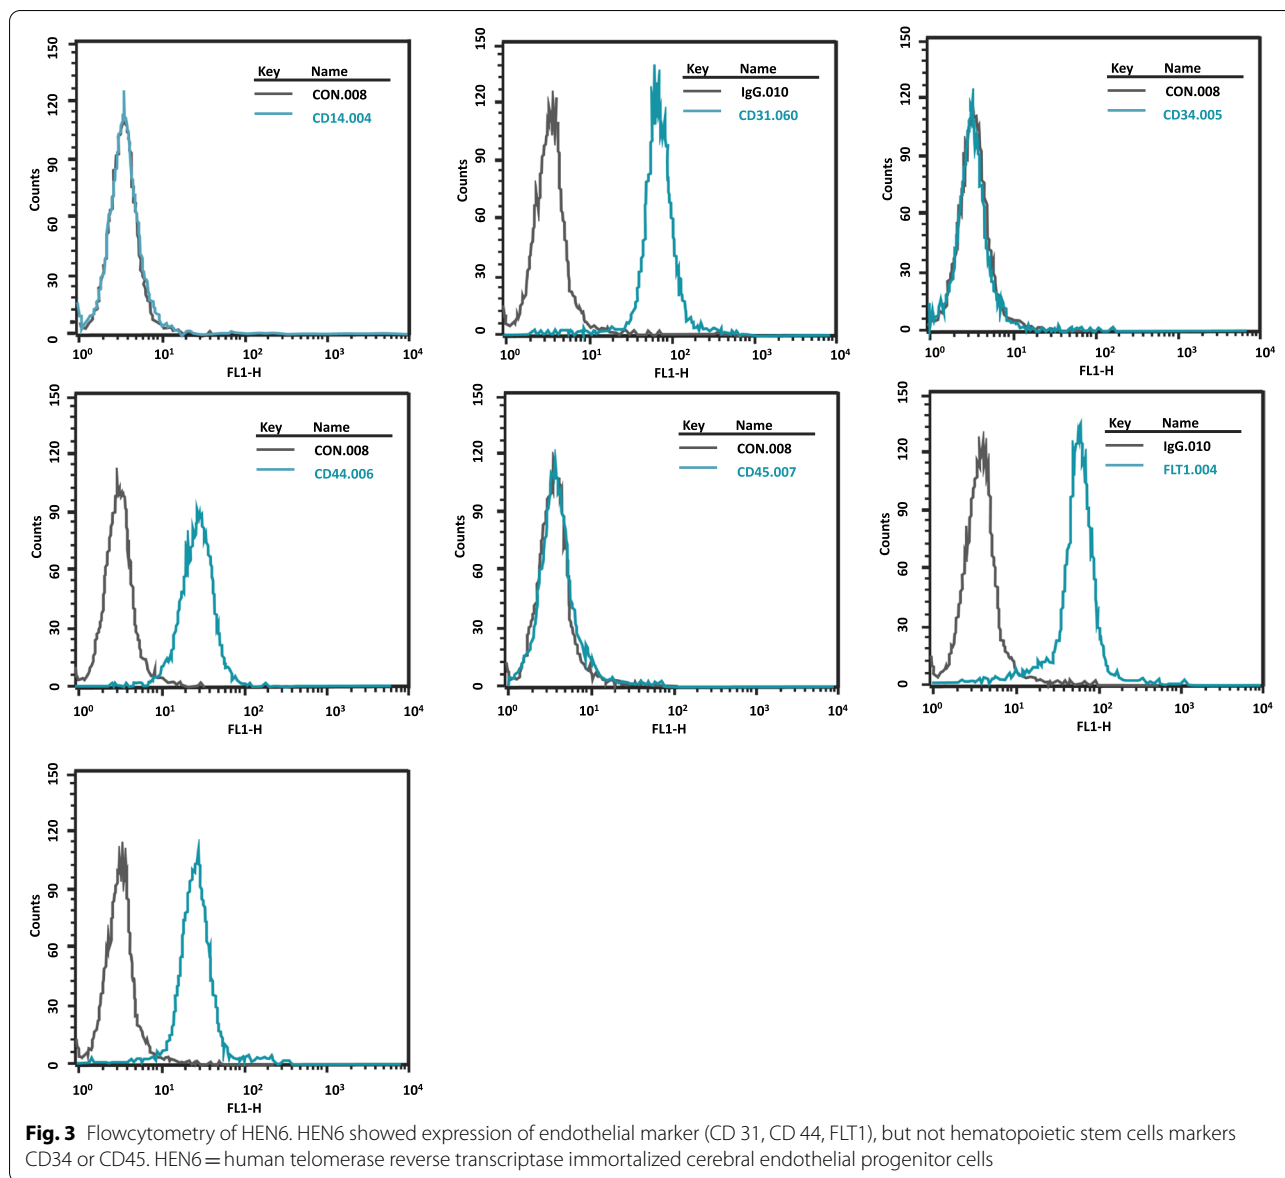 150
120
90
60
30
0
Counts
Key Name
CON.008
CD14.004
10⁰ 10¹ 10² 10³ 10⁴
FL1-H
150
120
90
60
30
0
Counts
Key Name
IgG.010
CD31.060
10⁰ 10¹ 10² 10³ 10⁴
FL1-H
150
120
90
60
30
0
Counts
Key Name
CON.008
CD34.005
10⁰ 10¹ 10² 10³ 10⁴
FL1-H
150
120
90
60
30
0
Counts
Key Name
CON.008
CD44.006
10⁰ 10¹ 10² 10³ 10⁴
FL1-H
150
120
90
60
30
0
Counts
Key Name
CON.008
CD45.007
10⁰ 10¹ 10² 10³ 10⁴
FL1-H
150
120
90
60
30
0
Counts
Key Name
IgG.010
FLT1.004
10⁰ 10¹ 10² 10³ 10⁴
FL1-H
150
120
90
60
30
0
Counts
10⁰ 10¹ 10² 10³ 10⁴
FL1-H
Fig. 3 Flowcytometry of HEN6. HEN6 showed expression of endothelial marker (CD 31, CD 44, FLT1), but not hematopoietic stem cells markers
CD34 or CD45. HEN6 = human telomerase reverse transcriptase immortalized cerebral endothelial progenitor cells